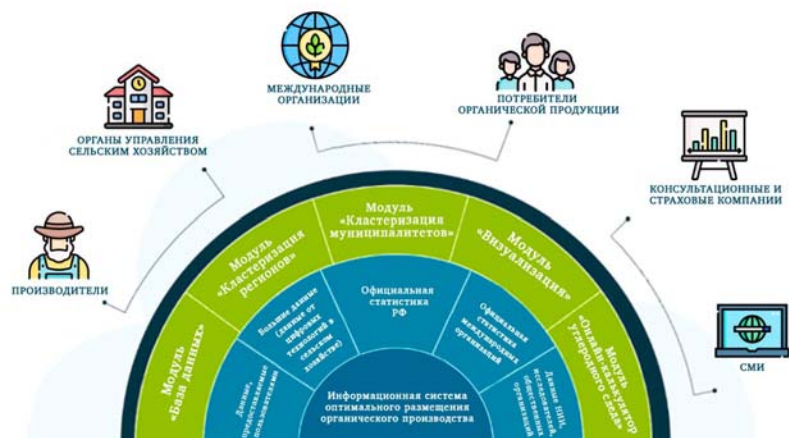 МЕЖДУНАРОДНЫЕ
ОРГАНИЗАЦИИ
ПОТРЕБИТЕЛИ
ОРГАНИЧЕСКОЙ ПРОДУКЦИИ
ОРГАНЫ УПРАВЛЕНИЯ
СЕЛЬСКИМ ХОЗЯЙСТВОМ
КОНСУЛЬТАЦИОННЫЕ И
СТРАХОВЫЕ КОМПАНИИ
ПРОИЗВОДИТЕЛИ
СМИ
Модуль
«База данных»
Модуль
«Кластеризация
регионов»
Модуль
«Кластеризация
муниципалитетов»
Модуль
«Визуализация»
Модуль
«Онлайн-калькулятор
углеродного следа»
Данные,
предоставляемые
пользователями
Большие данные
(данные от
цифровых
технологий в
сельском
хозяйстве)
Официальная
статистика
РФ
Официальная
статистика
международных
организаций
Данные НИИ,
исследователей,
общественных
организаций
Информационная система
оптимального размещения
органического производства